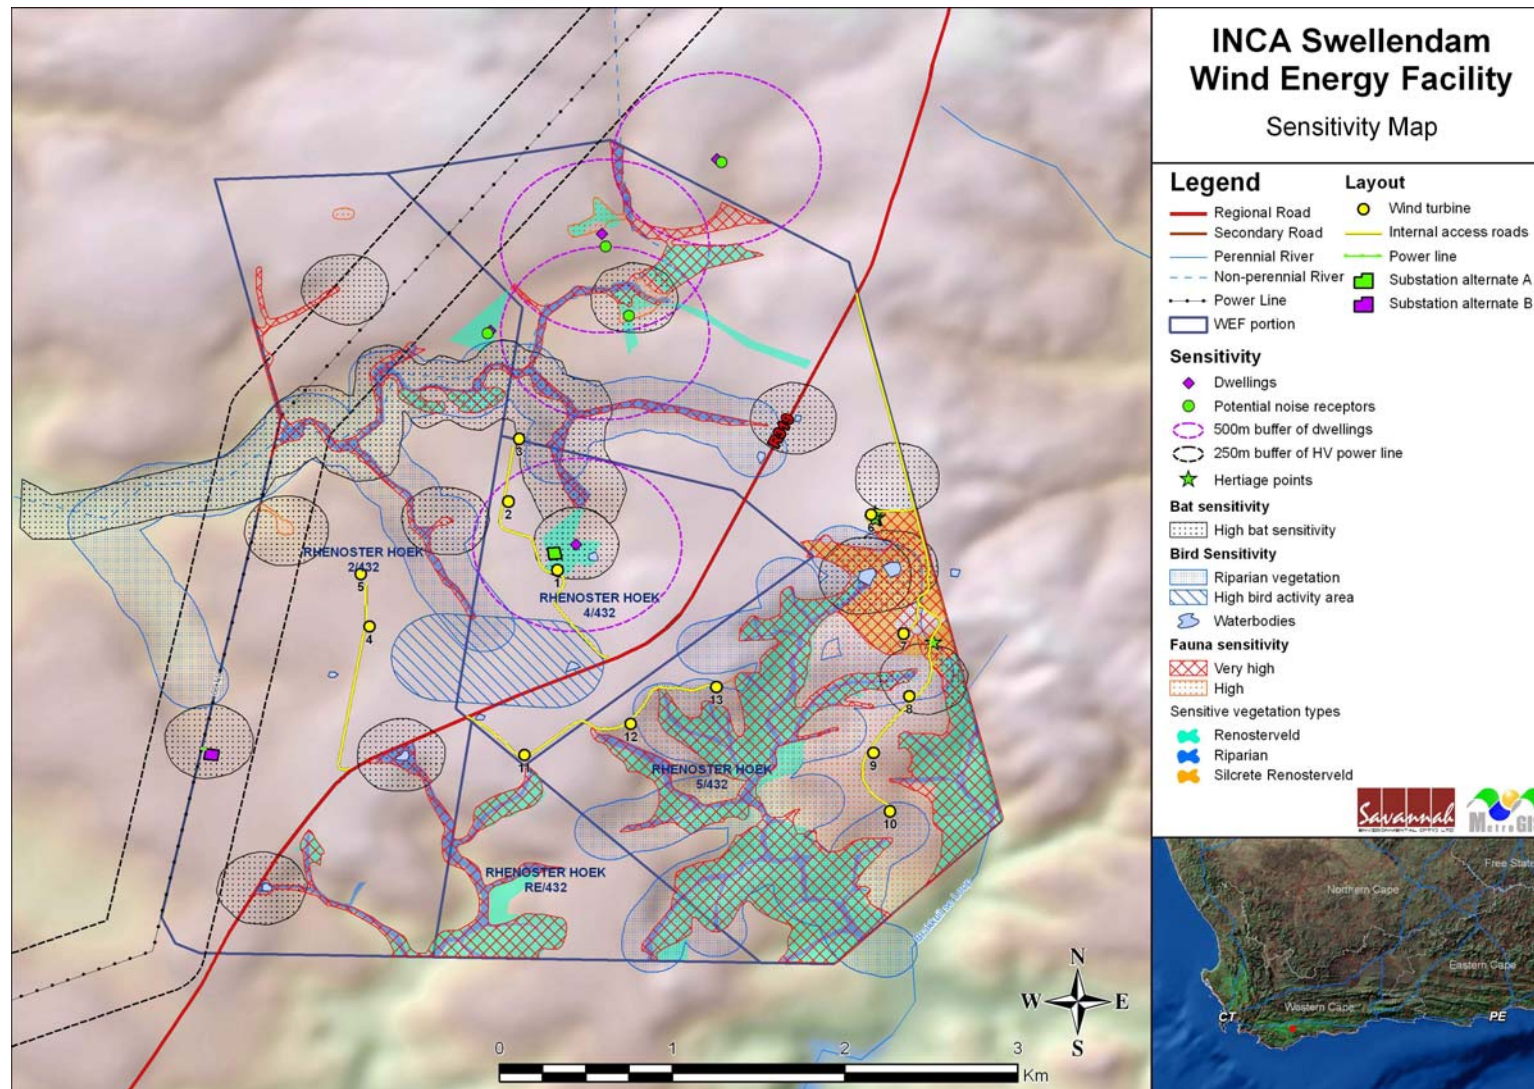 INCA Swellendam
Wind Energy Facility
Sensitivity Map
Legend
Regional Road
Secondary Road
Perennial River
Non-perennial River
Power Line
WEF portion
Layout
Wind turbine
Internal access roads
Power line
Substation alternate A
Substation alternate B
Sensitivity
Dwellings
Potential noise receptors
500m buffer of dwellings
250m buffer of HV power line
Hertiage points
Bat sensitivity
High bat sensitivity
Bird Sensitivity
Riparian vegetation
High bird activity area
Waterbodies
Fauna sensitivity
Very high
High
Sensitive vegetation types
Renosterveld
Riparian
Silcrete Renosterveld
Savannah
ENVIRONMENTAL (PTY) LTD
MetroGIS
Free State
Northern Cape
Eastern Cape
Western Cape
CT
PE
3
2
6
RHENOSTER HOEK
2/432
5
1
RHENOSTER HOEK
4/432
4
7
13
8
12
11
9
RHENOSTER HOEK
5/432
10
RHENOSTER HOEK
RE/432
N
W
E
S
0
1
2
3
Km